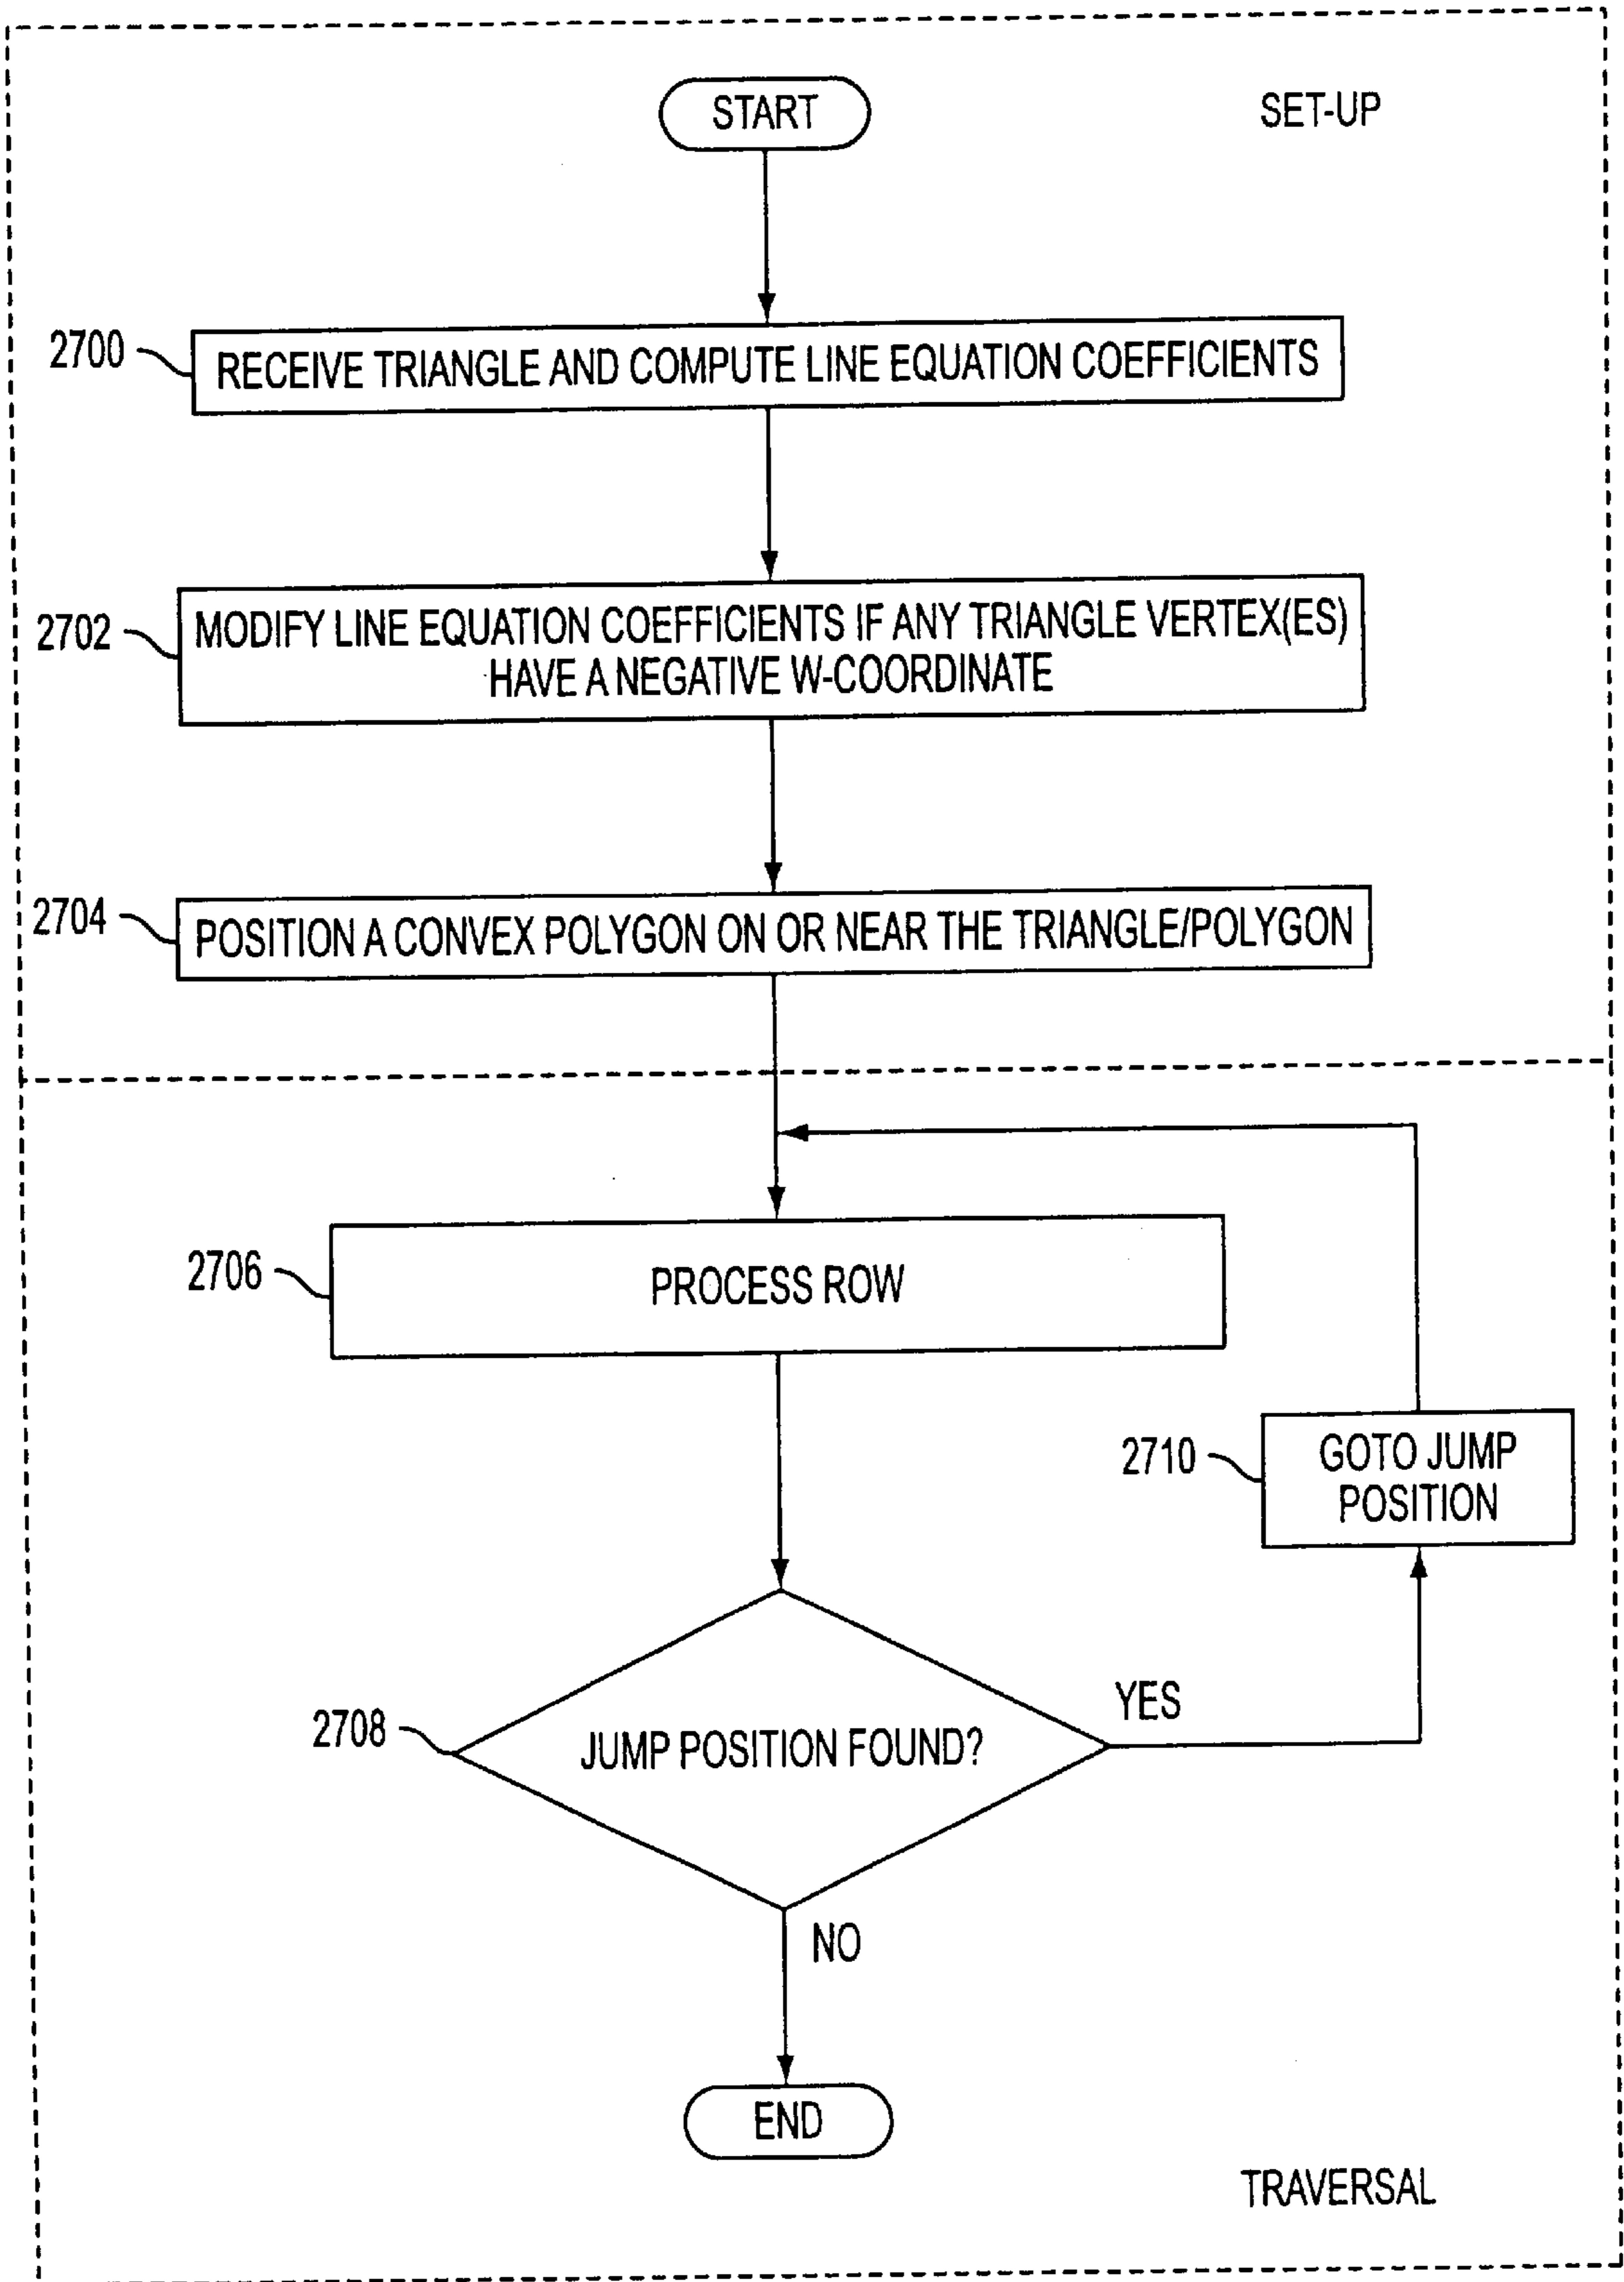 START
SET-UP
2700
RECEIVE TRIANGLE AND COMPUTE LINE EQUATION COEFFICIENTS
2702
MODIFY LINE EQUATION COEFFICIENTS IF ANY TRIANGLE VERTEX(ES)
HAVE A NEGATIVE W-COORDINATE
2704
POSITION A CONVEX POLYGON ON OR NEAR THE TRIANGLE/POLYGON
2706
PROCESS ROW
2710
GOTO JUMP
POSITION
2708
JUMP POSITION FOUND?
YES
NO
END
TRAVERSAL